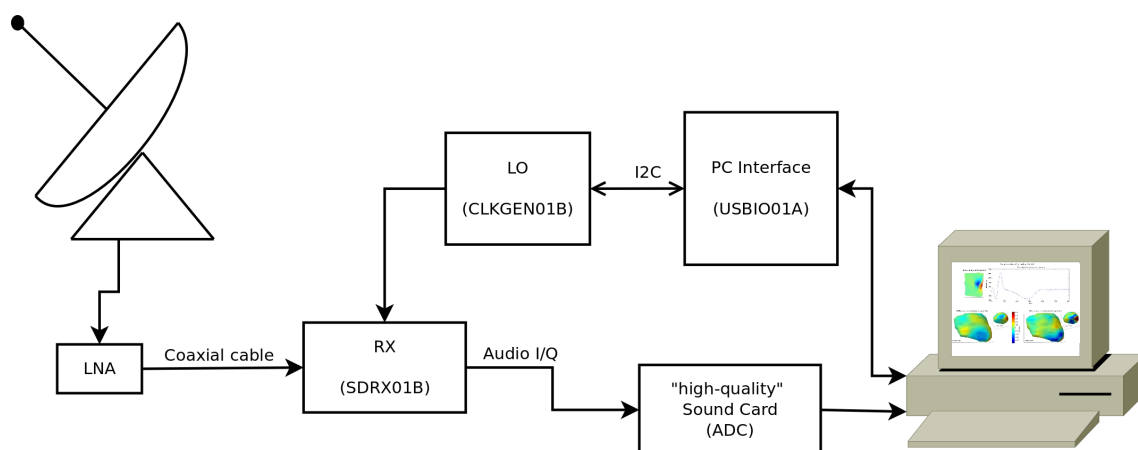 LO
(CLKGEN01B)
I2C
PC Interface
(USBIO01A)
LNA
Coaxial cable
RX
(SDRX01B)
Audio I/Q
"high-quality"
Sound Card
(ADC)